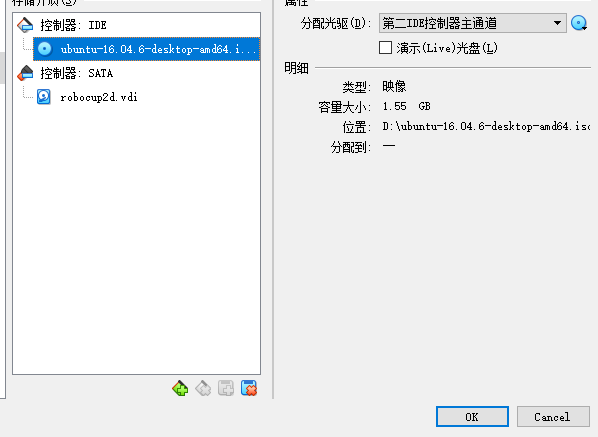 存储介质(S)
控制器: IDE
ubuntu-16.04.6-desktop-amd64.i...
控制器: SATA
robocup2d.vdi
属性
分配光驱(D): 第二IDE控制器主通道
演示(Live)光盘(L)
明细
类型: 映像
容量大小: 1.55 GB
位置: D:\ubuntu-16.04.6-desktop-amd64.iso
分配到: —
OK
Cancel